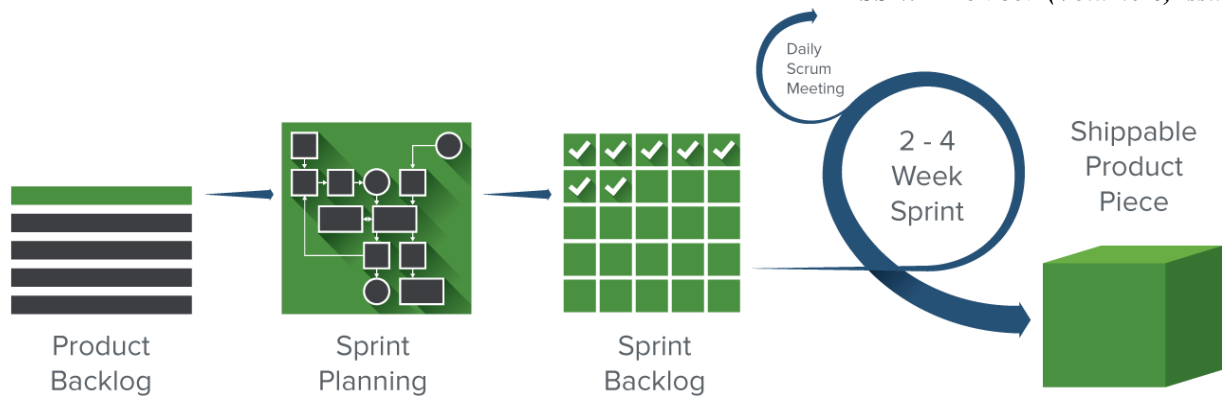 Daily
Scrum
Meeting
2 - 4
Week
Sprint
Shippable
Product
Piece
Product
Backlog
Sprint
Planning
Sprint
Backlog